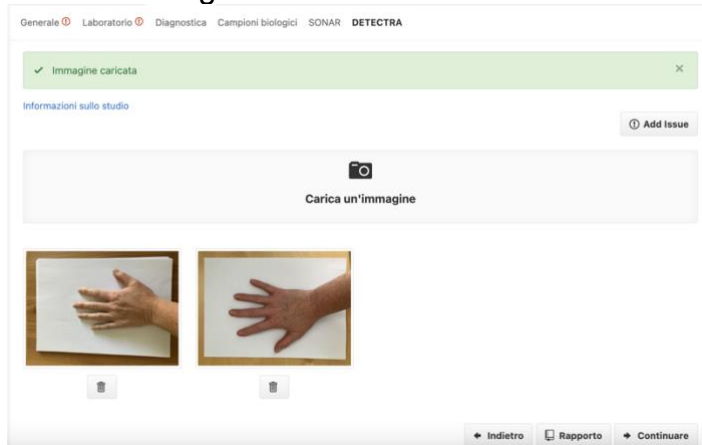 Generale Laboratorio Diagnostica Campioni biologici SONAR DETECTRA
Immagine caricata
Informazioni sullo studio
Add Issue
Carica un'immagine
Indietro Rapporto Continuare